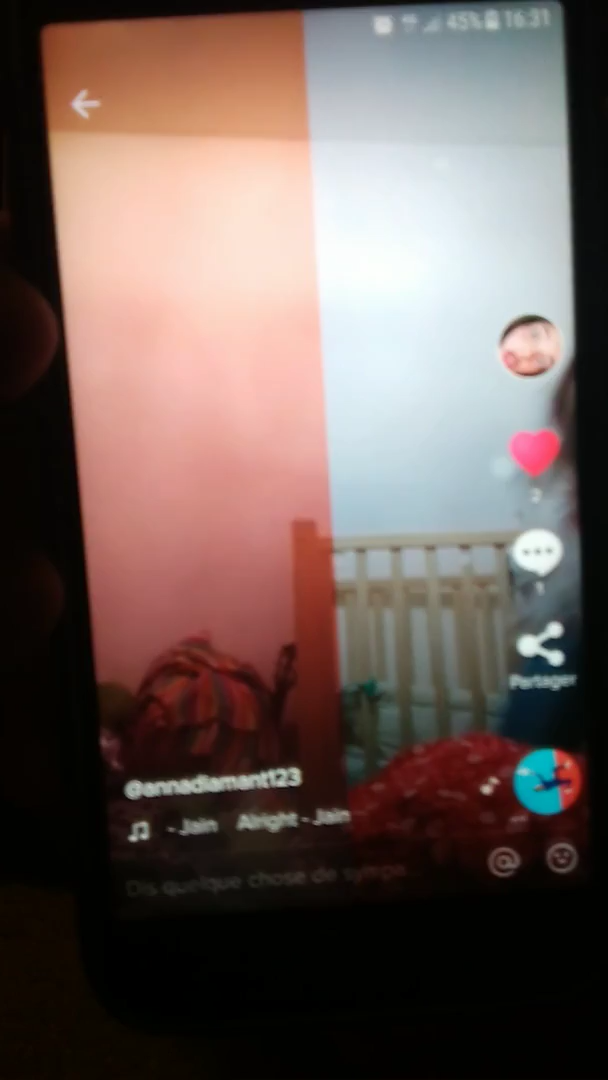 45% 16:31
Partager
@annadiamant123
- Jain Alright - Jain
Dis quelque chose de sympa...